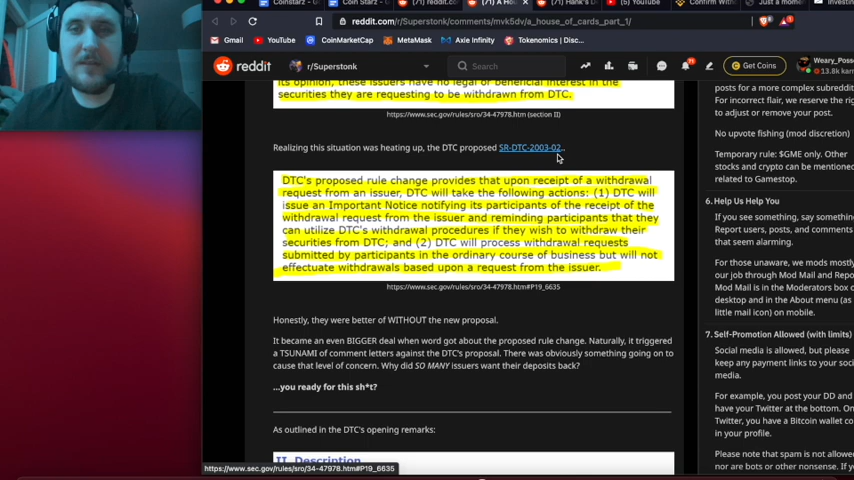 Coinstarz - Goo
Coin Starz - G
(71) reddit.com
(71) A Hou
(71) Hank's D
(71) YouTube
Confirm With
Just a mome
Investing
reddit.com/r/Superstonk/comments/mvk5dv/a_house_of_cards_part_1/
Gmail
YouTube
CoinMarketCap
MetaMask
Axie Infinity
Tokenomics | Disc...
reddit
r/Superstonk
Search
Get Coins
Weary_Poss
13.8k kar
its opinion, these issuers have no legal or beneficial interest in the
securities they are requesting to be withdrawn from DTC.
https://www.sec.gov/rules/sro/34-47978.htm (section II)
Realizing this situation was heating up, the DTC proposed SR-DTC-2003-02..
DTC's proposed rule change provides that upon receipt of a withdrawal
request from an issuer, DTC will take the following actions: (1) DTC will
issue an Important Notice notifying its participants of the receipt of the
withdrawal request from the issuer and reminding participants that they
can utilize DTC's withdrawal procedures if they wish to withdraw their
securities from DTC; and (2) DTC will process withdrawal requests
submitted by participants in the ordinary course of business but will not
effectuate withdrawals based upon a request from the issuer.
https://www.sec.gov/rules/sro/34-47978.htm#P19_6635
Honestly, they were better of WITHOUT the new proposal.
It became an even BIGGER deal when word got about the proposed rule change. Naturally, it triggered
a TSUNAMI of comment letters against the DTC's proposal. There was obviously something going on to
cause that level of concern. Why did SO MANY issuers want their deposits back?
...you ready for this sh*t?
As outlined in the DTC's opening remarks:
II. Description
https://www.sec.gov/rules/sro/34-47978.htm#P19_6635
posts for a more complex subreddit
For incorrect flair, we reserve the rig
to adjust or remove your post.
No upvote fishing (mod discretion)
Temporary rule: $GME only. Other
stocks and crypto can be mentioned
related to Gamestop.
6. Help Us Help You
If you see something, say somethin
Report users, posts, and comments
that seem alarming.
For those unaware, we mods mostly
our job through Mod Mail and Repo
Mod Mail is in the Moderators box o
desktop and in the About menu (as
little mail icon) on mobile.
7. Self-Promotion Allowed (with limits)
Social media is allowed, but please
keep any payment links to your soci
media.
For example, you post your DD and
have your Twitter at the bottom. On
Twitter, you have a Bitcoin wallet co
in your profile.
Please note that spam is not allowe
nor are bots or other nonsense. If y